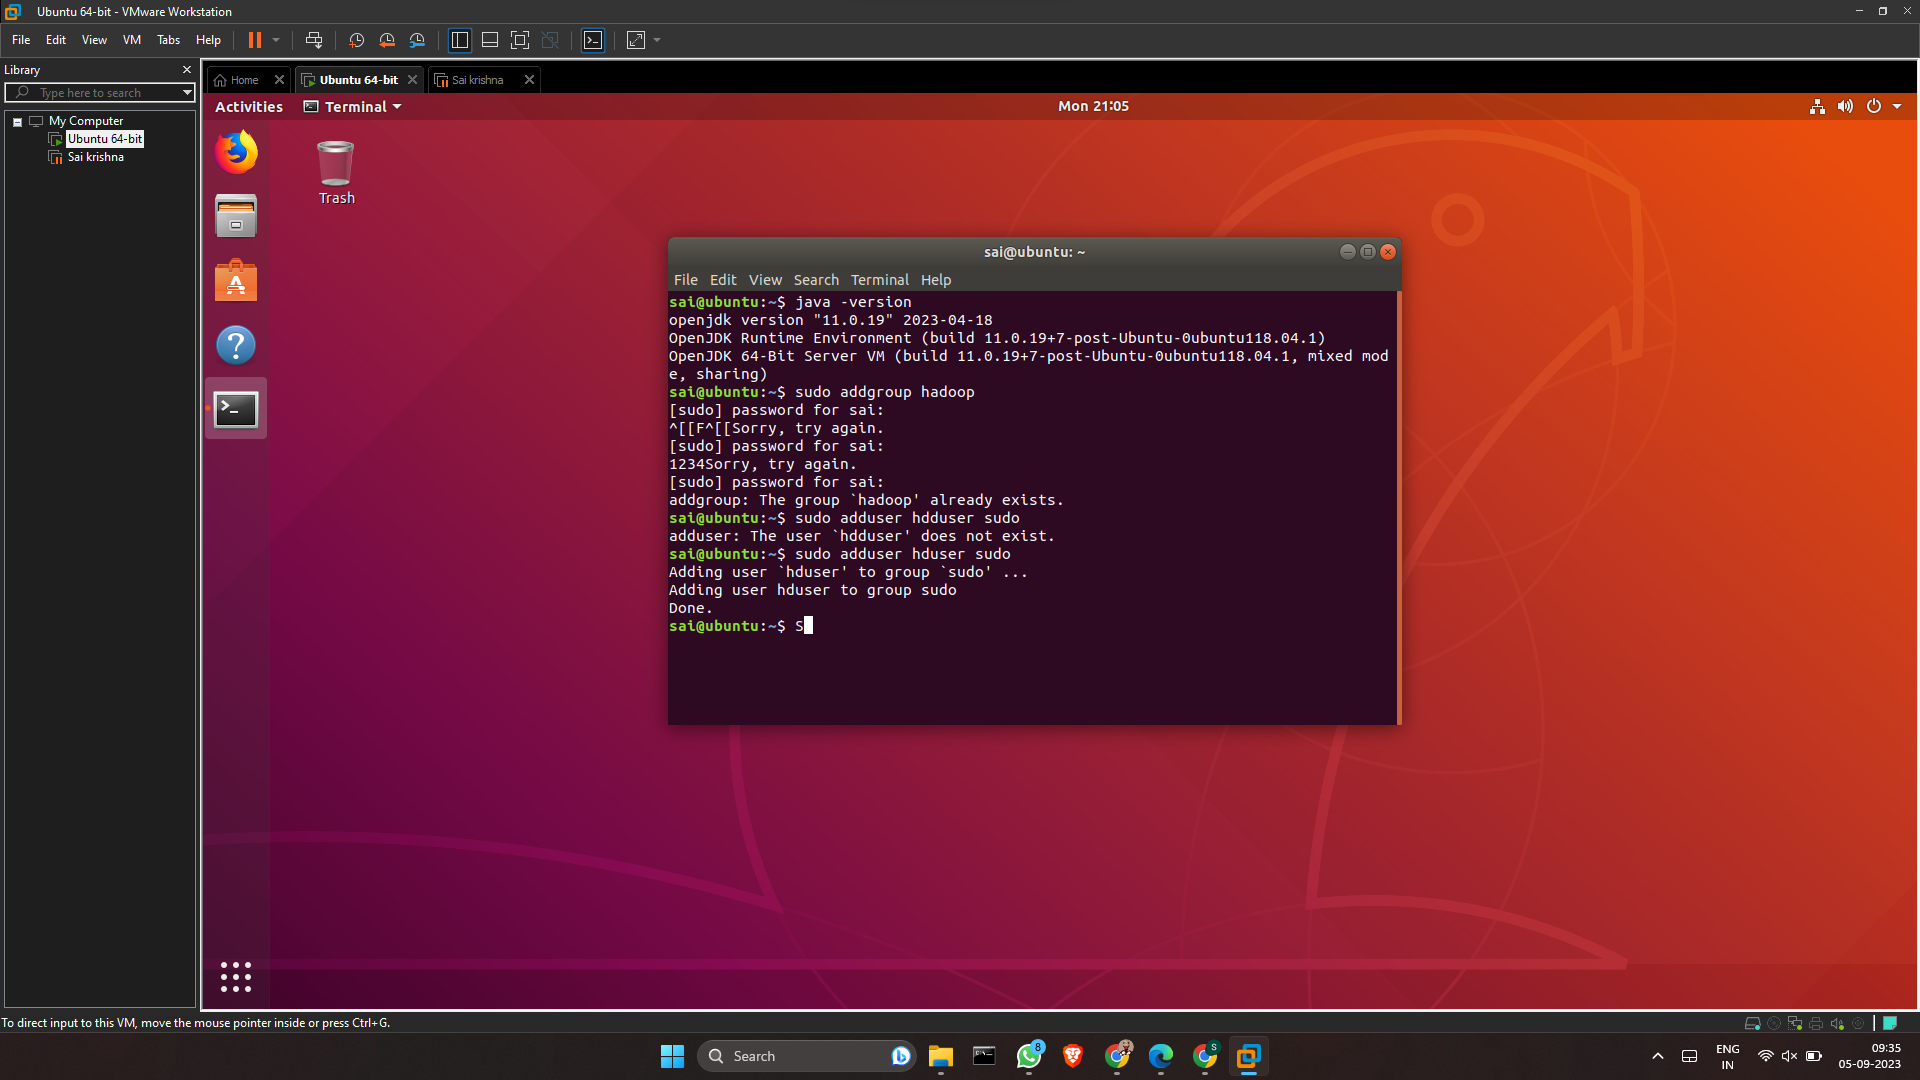 Ubuntu 64-bit - VMware Workstation
File Edit View VM Tabs Help
Library
Type here to search
My Computer
Ubuntu 64-bit
Sai krishna
Home
Ubuntu 64-bit
Sai krishna
Activities
Terminal
Mon 21:05
Trash
sai@ubuntu: ~
File Edit View Search Terminal Help
sai@ubuntu:~$ java -version
openjdk version "11.0.19" 2023-04-18
OpenJDK Runtime Environment (build 11.0.19+7-post-Ubuntu-0ubuntu118.04.1)
OpenJDK 64-Bit Server VM (build 11.0.19+7-post-Ubuntu-0ubuntu118.04.1, mixed mod
e, sharing)
sai@ubuntu:~$ sudo addgroup hadoop
[sudo] password for sai:
^[[F^[[Sorry, try again.
[sudo] password for sai:
1234Sorry, try again.
[sudo] password for sai:
addgroup: The group `hadoop' already exists.
sai@ubuntu:~$ sudo adduser hdduser sudo
adduser: The user `hdduser' does not exist.
sai@ubuntu:~$ sudo adduser hduser sudo
Adding user `hduser' to group `sudo' ...
Adding user hduser to group sudo
Done.
sai@ubuntu:~$ S
To direct input to this VM, move the mouse pointer inside or press Ctrl+G.
Search
8
S
ENG
IN
09:35
05-09-2023